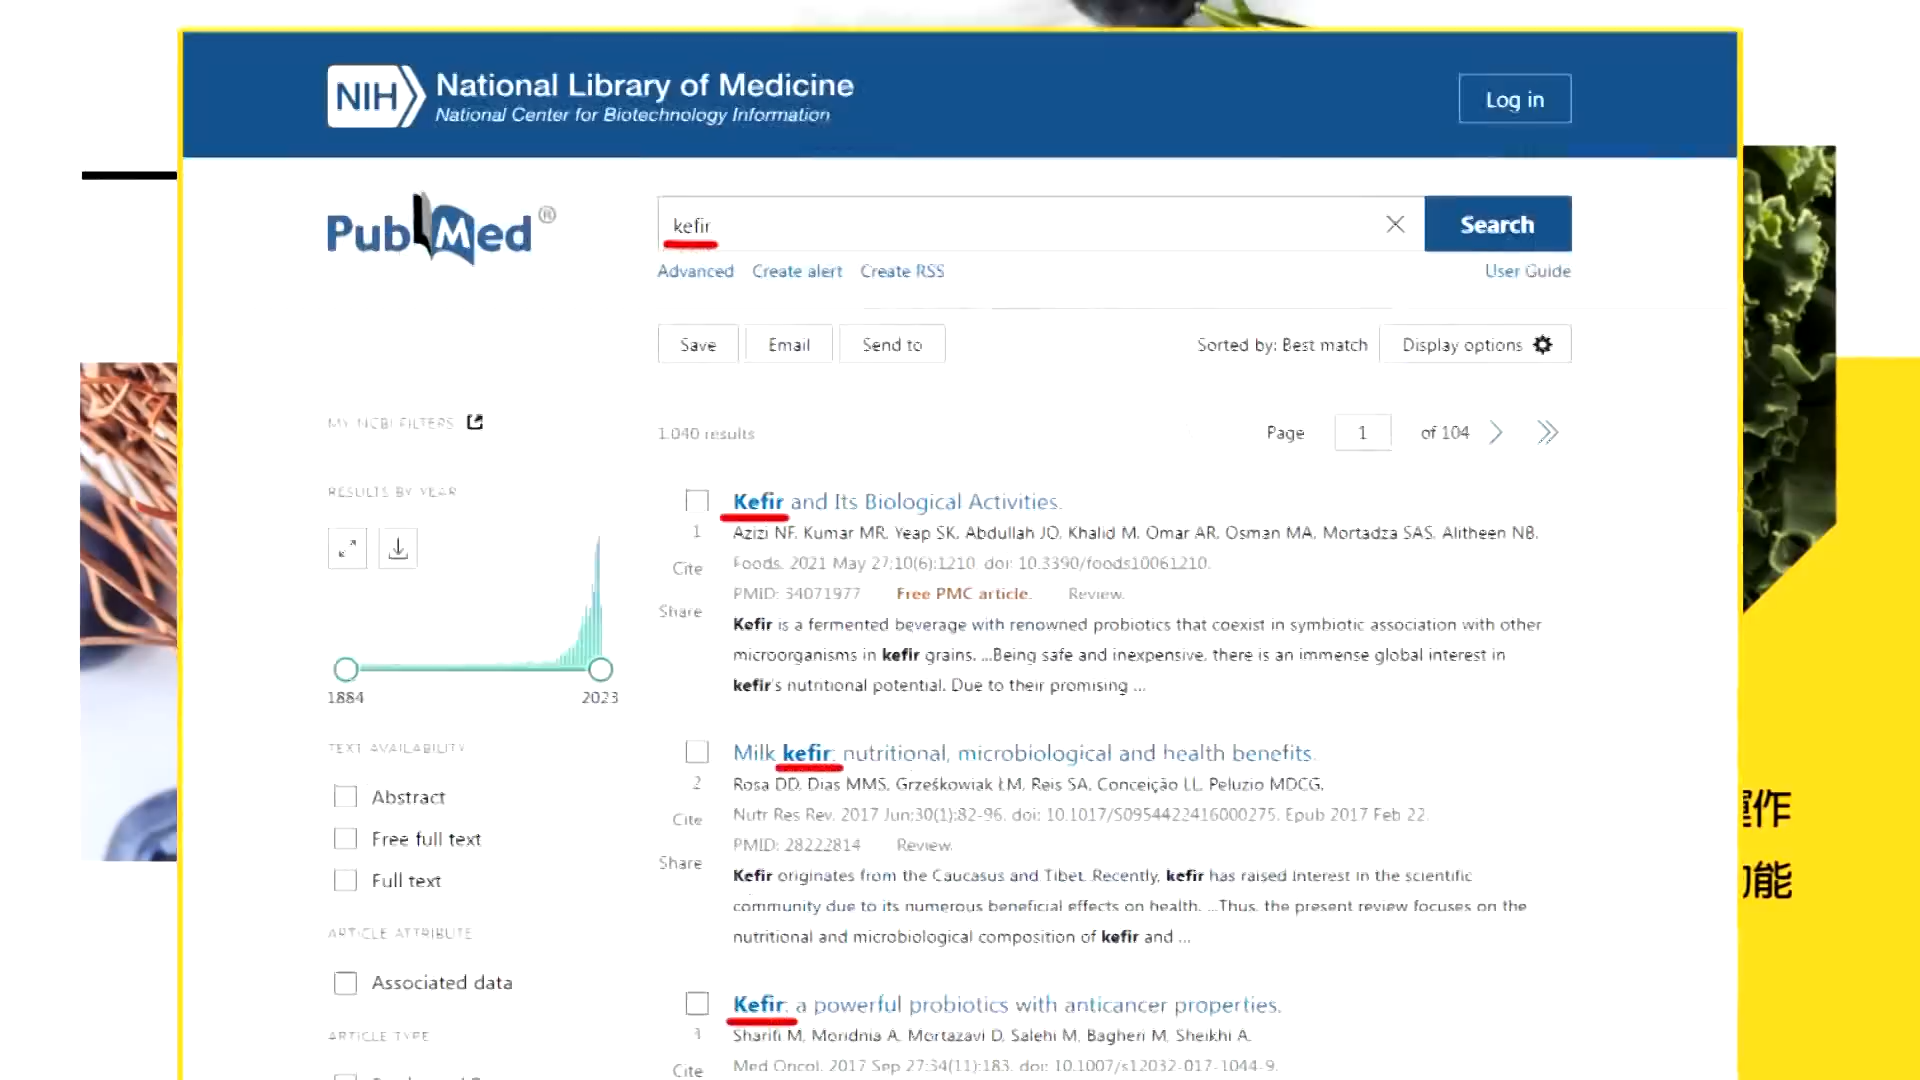 NIH National Library of Medicine
National Center for Biotechnology Information
Log in
PubMed®
kefir
Search
Advanced Create alert Create RSS
User Guide
Save Email Send to
Sorted by: Best match Display options
MY NCBI FILTERS
1,040 results
Page 1 of 104
RESULTS BY YEAR
1884 2023
TEXT AVAILABILITY
Abstract
Free full text
Full text
ARTICLE ATTRIBUTE
Associated data
ARTICLE TYPE
Kefir and Its Biological Activities.
1
Azizi NF, Kumar MR, Yeap SK, Abdullah JO, Khalid M, Omar AR, Osman MA, Mortadza SAS, Alitheen NB.
Cite
Foods. 2021 May 27;10(6):1210. doi: 10.3390/foods10061210.
PMID: 34071977 Free PMC article. Review.
Share
Kefir is a fermented beverage with renowned probiotics that coexist in symbiotic association with other
microorganisms in kefir grains. ...Being safe and inexpensive, there is an immense global interest in
kefir's nutritional potential. Due to their promising ...
Milk kefir: nutritional, microbiological and health benefits.
2
Rosa DD, Dias MMS, Grześkowiak ŁM, Reis SA, Conceição LL, Peluzio MDCG.
Cite
Nutr Res Rev. 2017 Jun;30(1):82-96. doi: 10.1017/S0954422416000275. Epub 2017 Feb 22.
PMID: 28222814 Review.
Share
Kefir originates from the Caucasus and Tibet. Recently, kefir has raised interest in the scientific
community due to its numerous beneficial effects on health. ...Thus, the present review focuses on the
nutritional and microbiological composition of kefir and ...
Kefir: a powerful probiotics with anticancer properties.
3
Sharifi M, Moridnia A, Mortazavi D, Salehi M, Bagheri M, Sheikhi A.
Cite
Med Oncol. 2017 Sep 27;34(11):183. doi: 10.1007/s12032-017-1044-9.
作
能